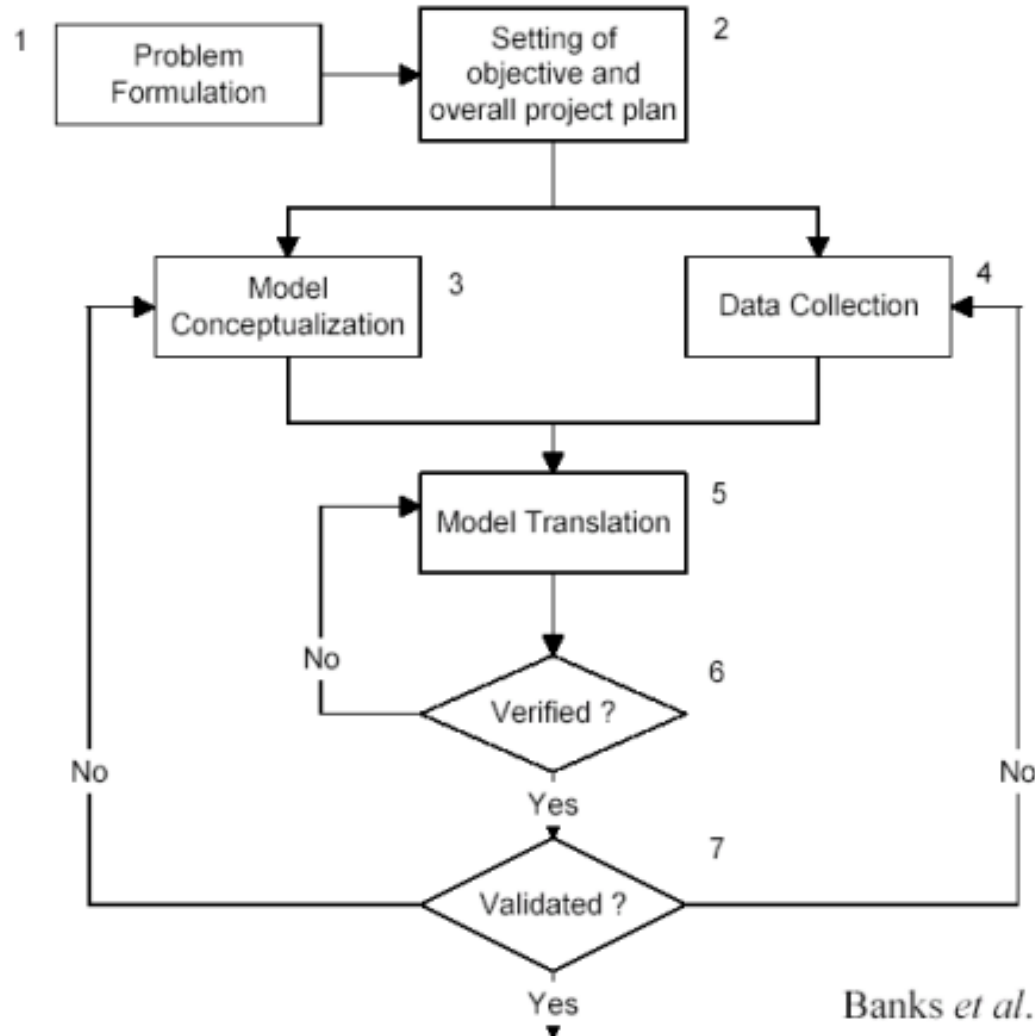 1
Problem
Formulation
2
Setting of
objective and
overall project plan
3
Model
Conceptualization
4
Data Collection
5
Model Translation
No
6
Verified ?
No
No
Yes
7
Validated ?
Yes
Banks et al.